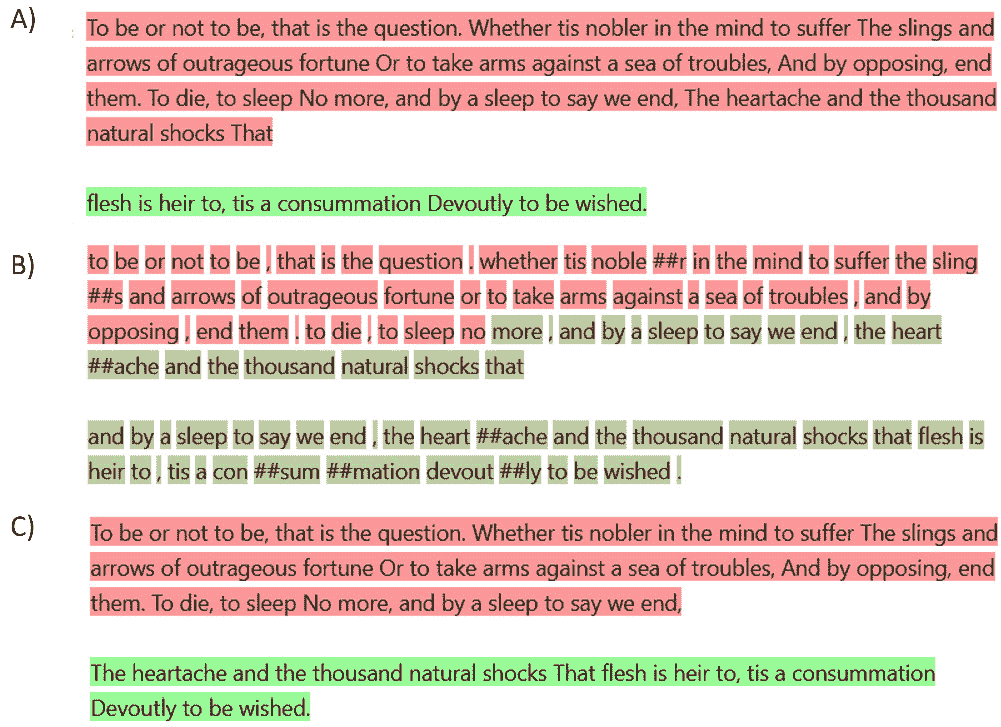 A)
To be or not to be, that is the question. Whether tis nobler in the mind to suffer The slings and
arrows of outrageous fortune Or to take arms against a sea of troubles, And by opposing, end
them. To die, to sleep No more, and by a sleep to say we end, The heartache and the thousand
natural shocks That
flesh is heir to, tis a consummation Devoutly to be wished.
B)
to be or not to be , that is the question . whether tis noble ##r in the mind to suffer the sling
##s and arrows of outrageous fortune or to take arms against a sea of troubles , and by
opposing , end them . to die , to sleep no more , and by a sleep to say we end , the heart
##ache and the thousand natural shocks that
and by a sleep to say we end , the heart ##ache and the thousand natural shocks that flesh is
heir to , tis a con ##sum ##mation devout ##ly to be wished .
C)
To be or not to be, that is the question. Whether tis nobler in the mind to suffer The slings and
arrows of outrageous fortune Or to take arms against a sea of troubles, And by opposing, end
them. To die, to sleep No more, and by a sleep to say we end,
The heartache and the thousand natural shocks That flesh is heir to, tis a consummation
Devoutly to be wished.